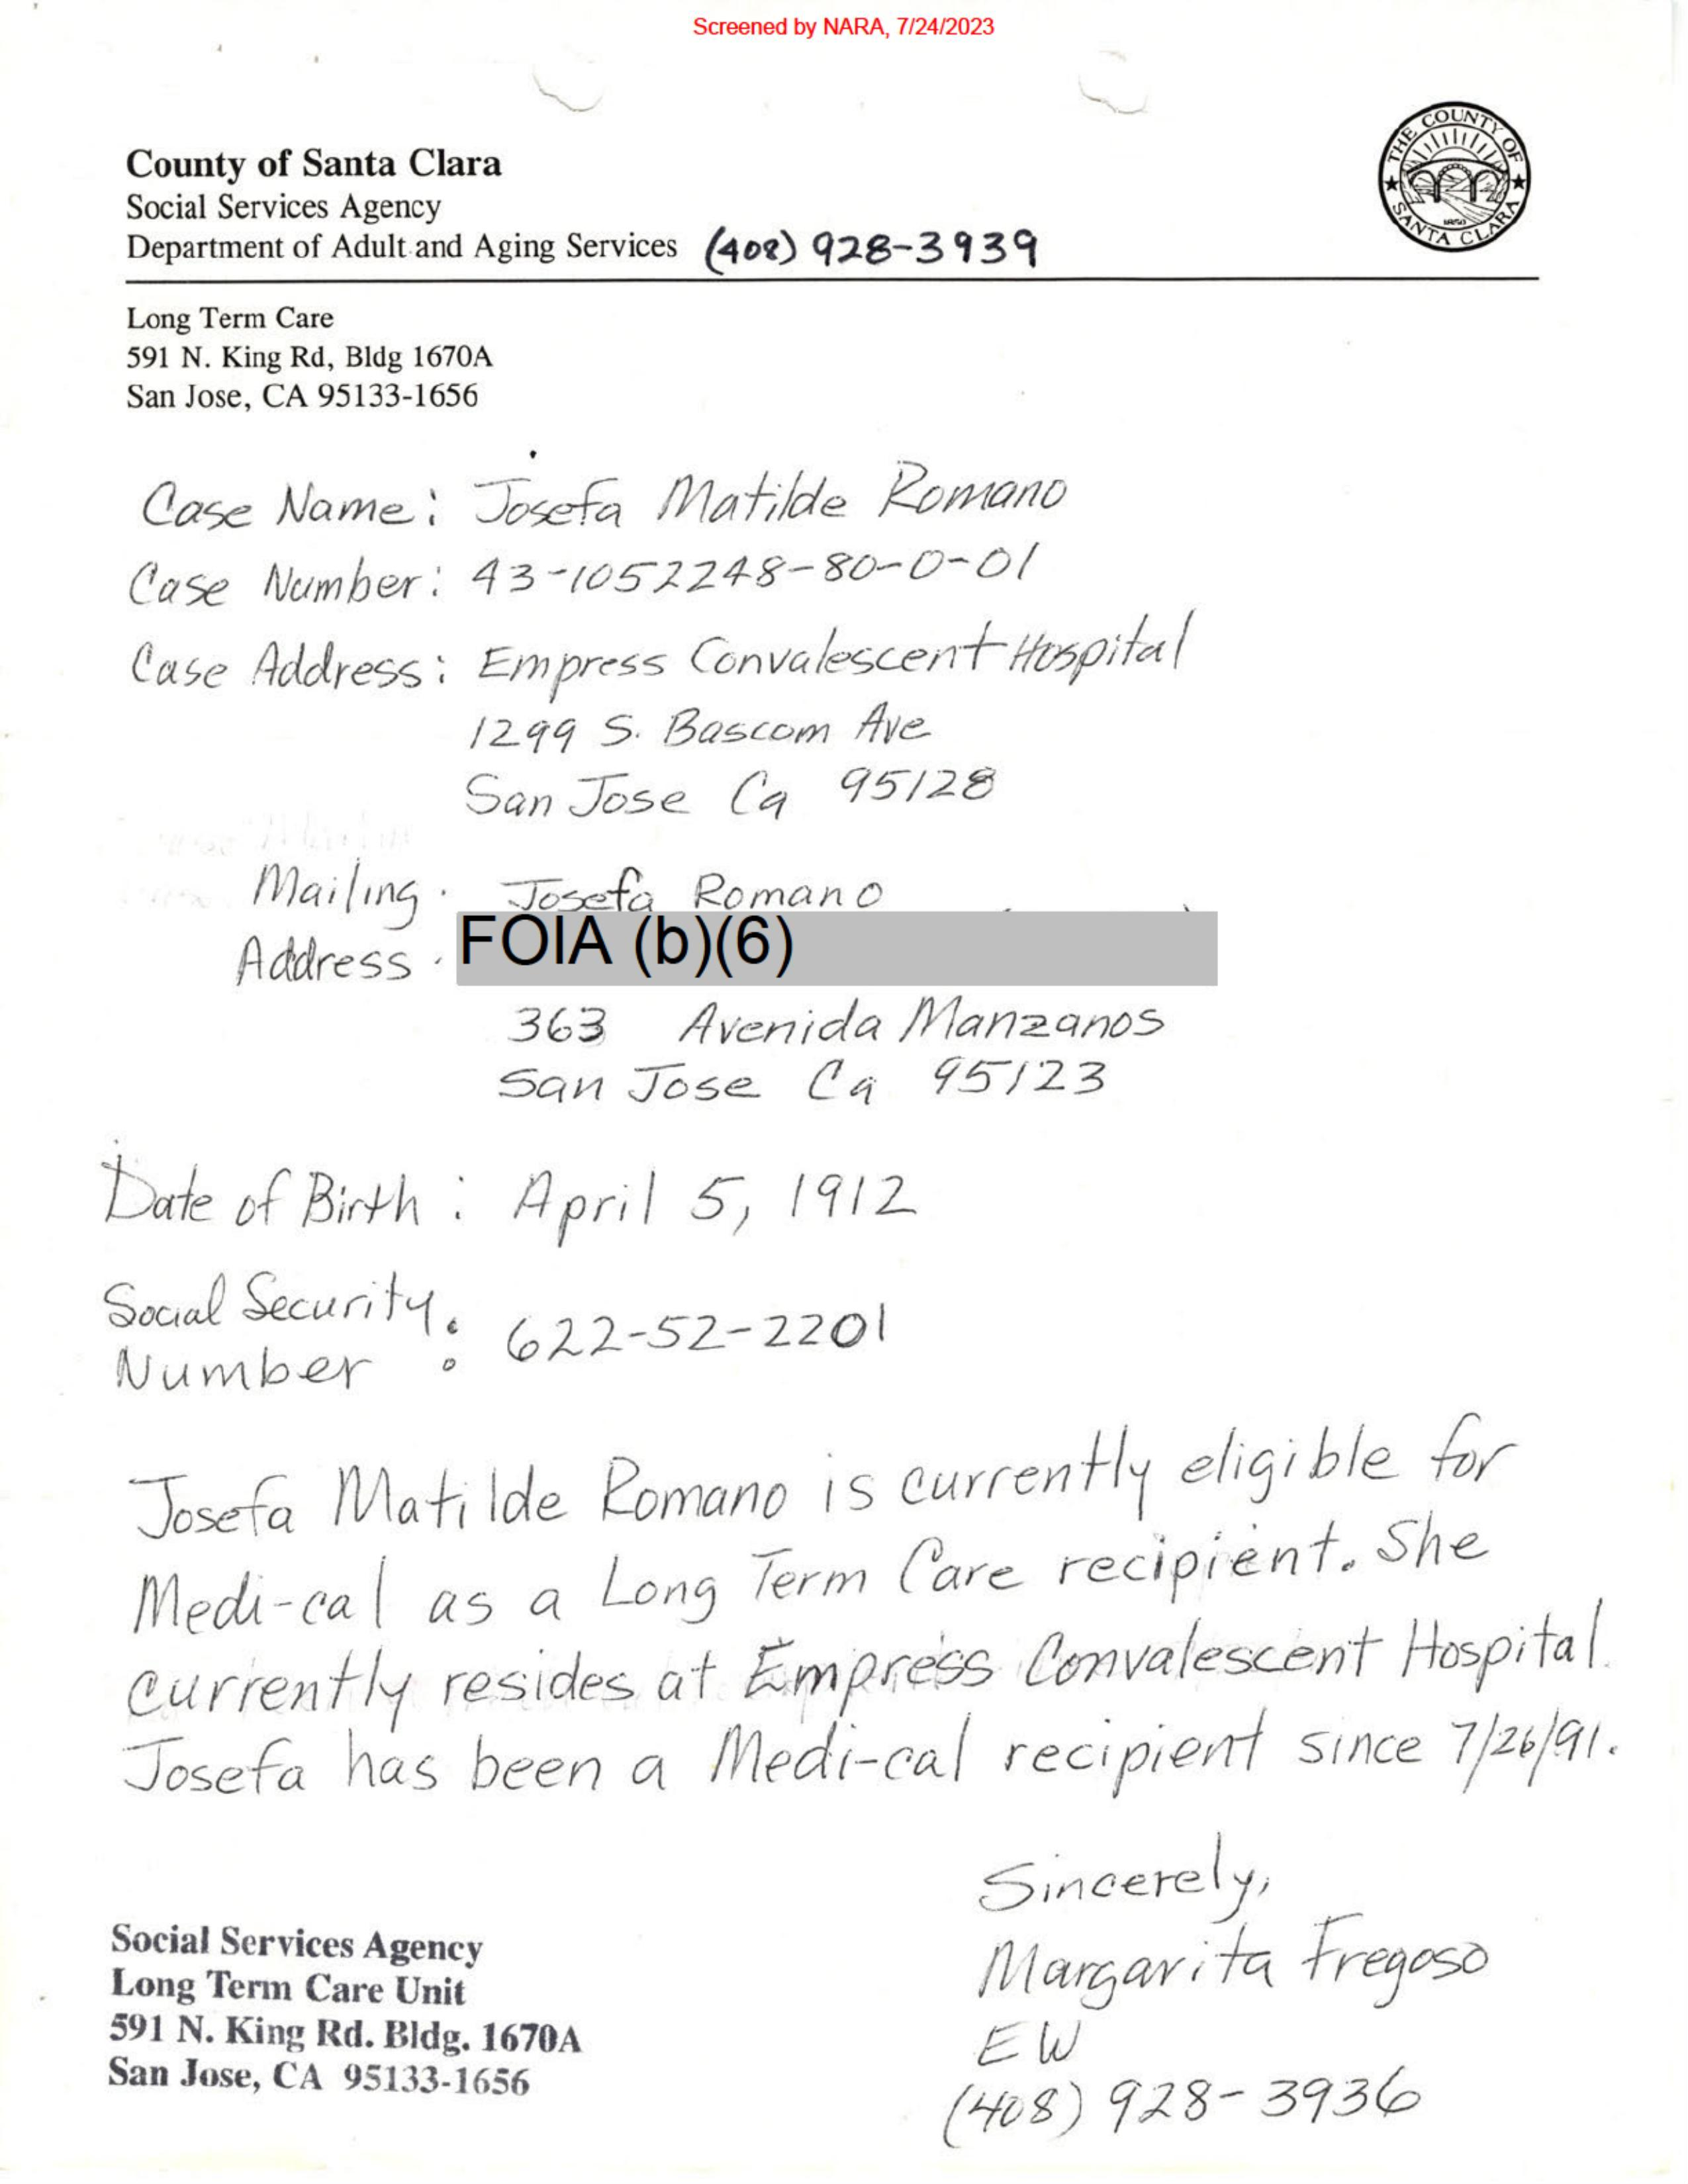 Screened by NARA, 7/24/2023
County of Santa Clara
Social Services Agency
Department of Adult and Aging Services (408) 928-3939
THE COUNTY OF SANTA CLARA
Long Term Care
591 N. King Rd, Bldg 1670A
San Jose, CA 95133-1656
Case Name: Josefa Matilde Romano
Case Number: 43-1052248-80-0-01
Case Address: Empress Convalescent Hospital
1299 S. Bascom Ave
San Jose Ca 95128
Mailing Josefa Romano
Address: FOIA (b)(6)
363 Avenida Manzanos
San Jose Ca 95123
Date of Birth: April 5, 1912
Social Security
Number : 622-52-2201
Josefa Matilde Romano is currently eligible for
Medi-cal as a Long Term Care recipient. She
currently resides at Empress Convalescent Hospital.
Josefa has been a Medi-cal recipient since 7/26/91.
Sincerely,
Margarita Fregoso
EW
(408) 928-3936
Social Services Agency
Long Term Care Unit
591 N. King Rd. Bldg. 1670A
San Jose, CA 95133-1656